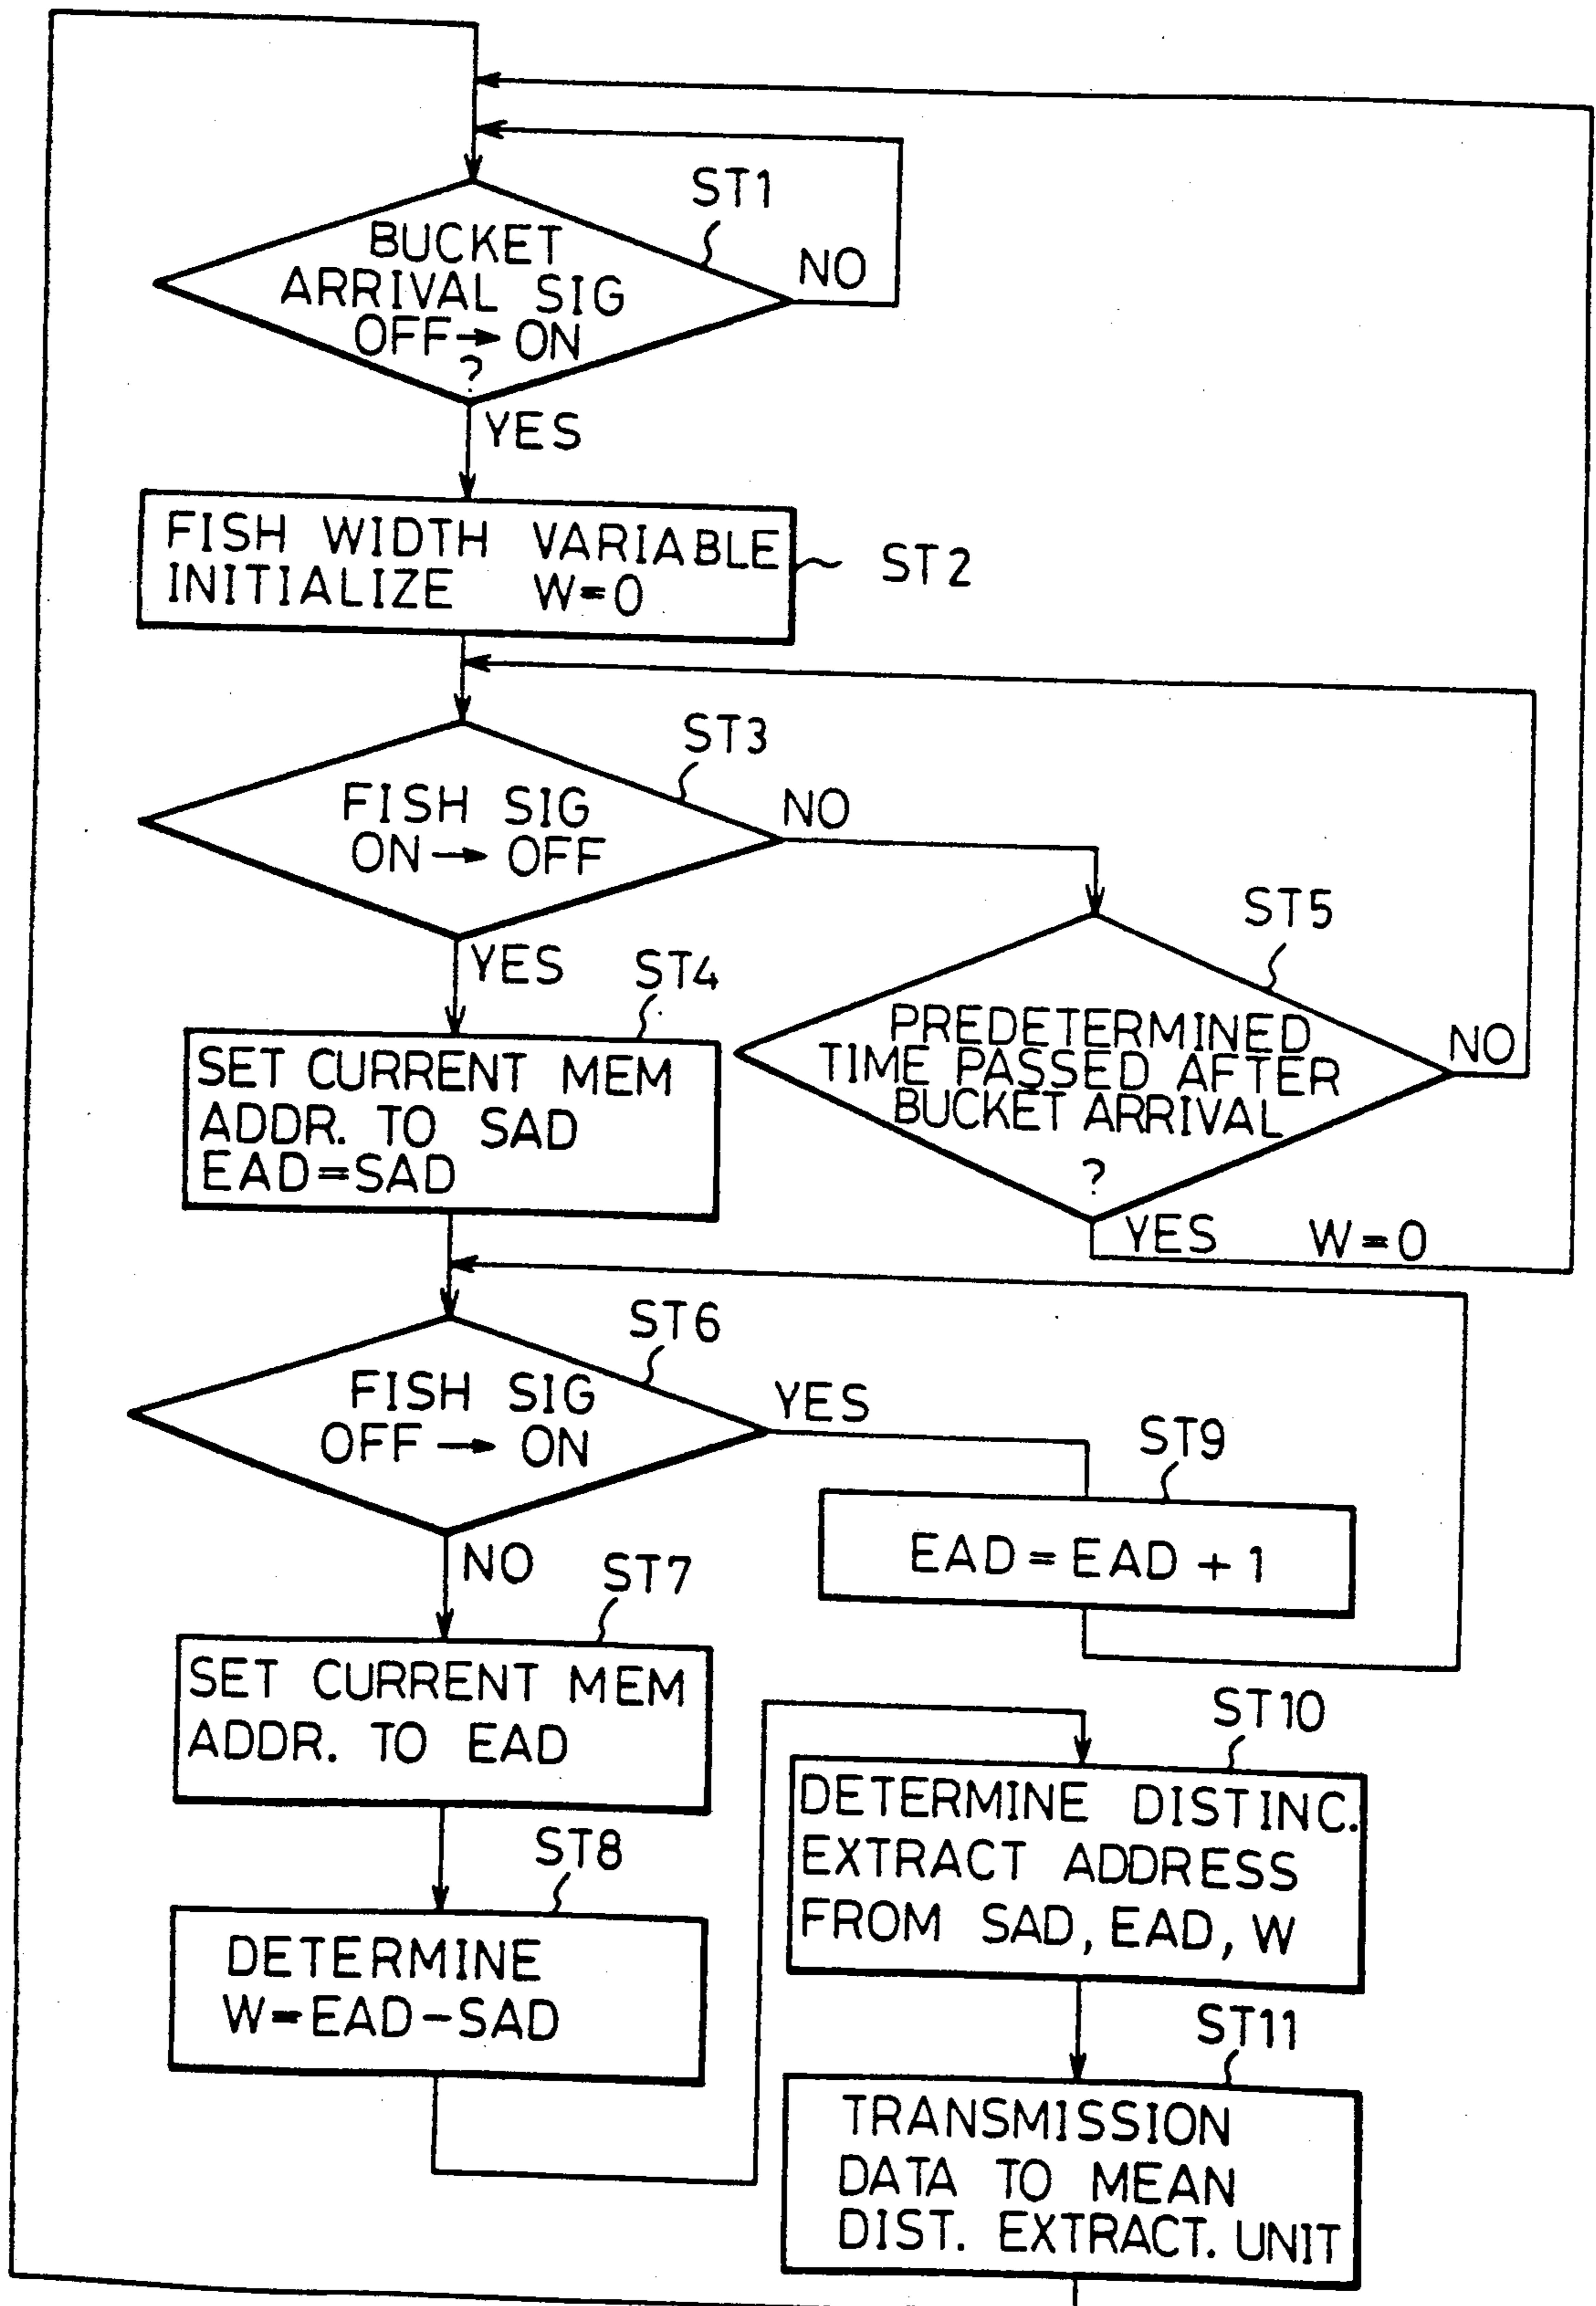 ST1
BUCKET
ARRIVAL SIG
OFF→ON
?
NO
YES
FISH WIDTH VARIABLE
INITIALIZE W=0
ST2
ST3
FISH SIG
ON→OFF
NO
YES
ST4
SET CURRENT MEM
ADDR. TO SAD
EAD=SAD
ST5
PREDETERMINED
TIME PASSED AFTER
BUCKET ARRIVAL
?
NO
YES W=0
ST6
FISH SIG
OFF→ON
YES
NO
ST9
EAD=EAD+1
ST7
SET CURRENT MEM
ADDR. TO EAD
ST8
DETERMINE
W=EAD-SAD
ST10
DETERMINE DISTINC.
EXTRACT ADDRESS
FROM SAD, EAD, W
ST11
TRANSMISSION
DATA TO MEAN
DIST. EXTRACT. UNIT